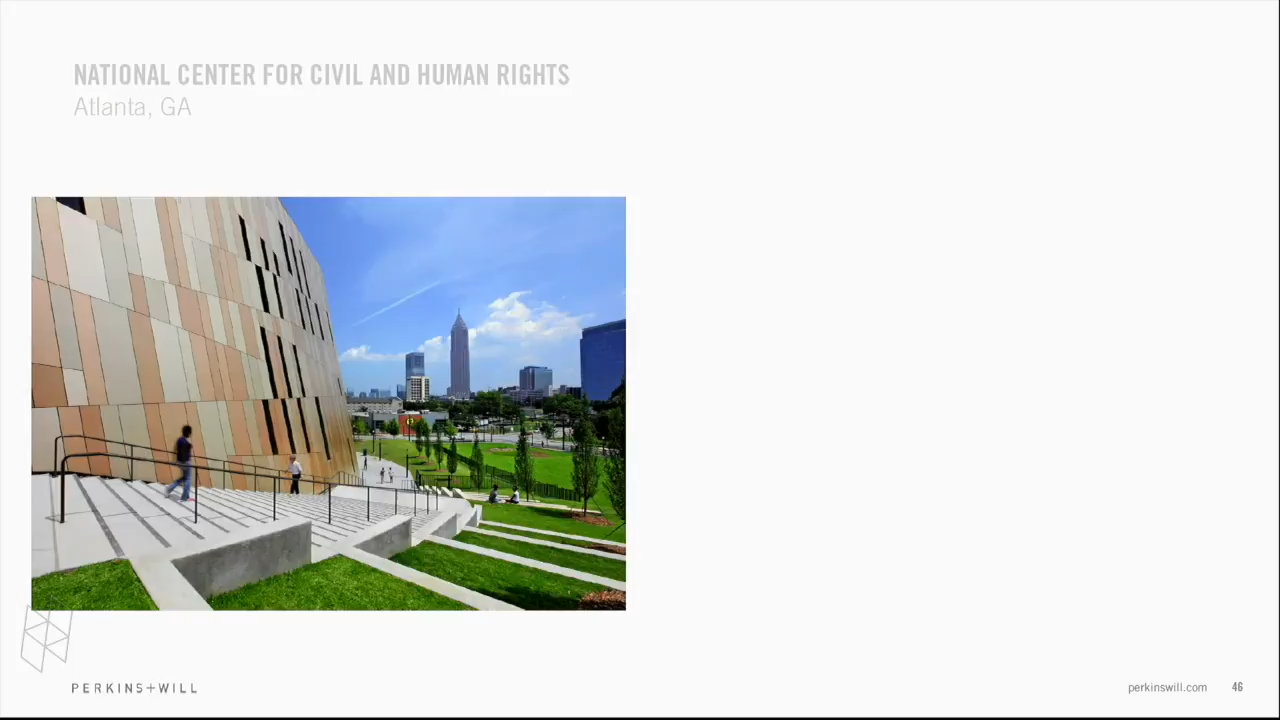 NATIONAL CENTER FOR CIVIL AND HUMAN RIGHTS
Atlanta, GA
PERKINS+WILL
perkinswill.com 46